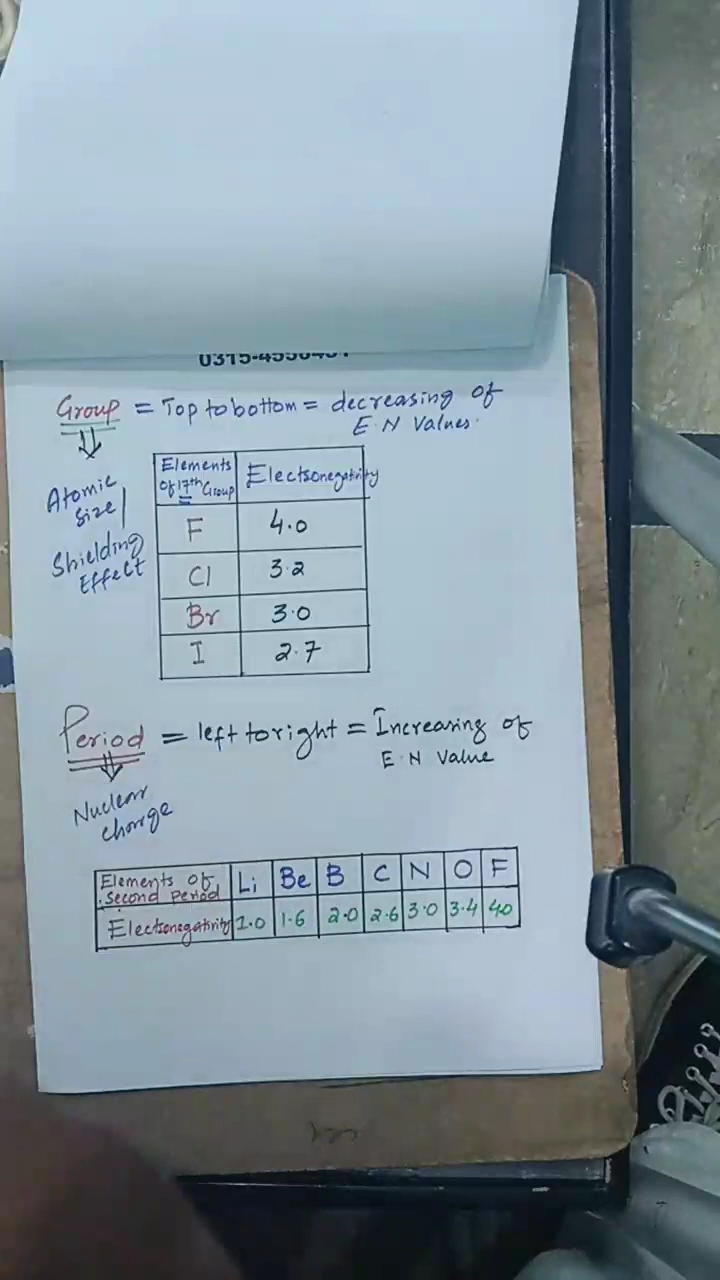 Group = Top to bottom = decreasing of
E.N Values.
Atomic
size/
Shielding
Effect
Elements
of 17th Group
Electronegativity
F 4.0
Cl 3.2
Br 3.0
I 2.7
Period = left to right = Increasing of
E.N Value
Nuclear
charge
Elements of
second Period
Li Be B C N O F
Electronegativity 1.0 1.6 2.0 2.6 3.0 3.4 4.0